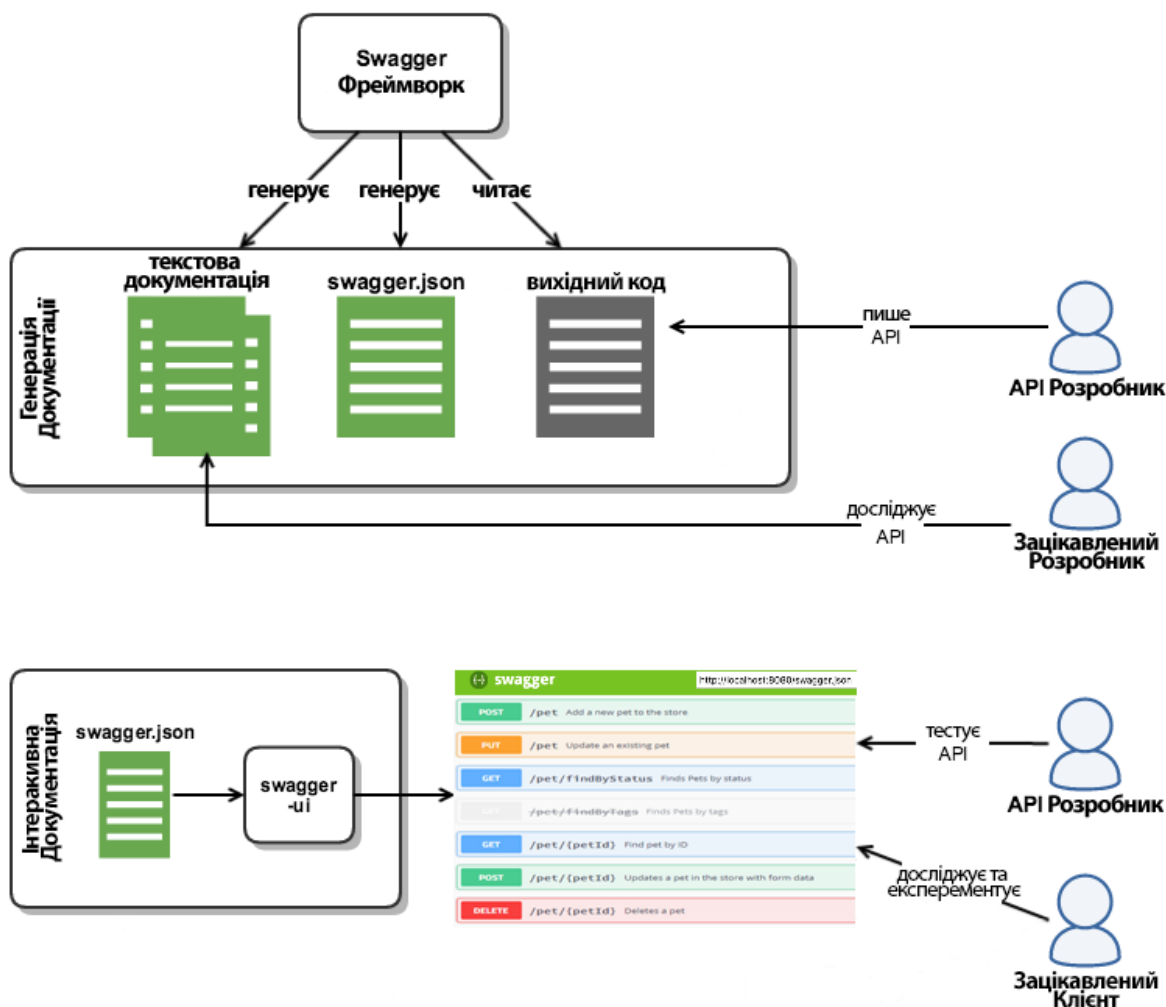 Swagger
Фреймворк
генерує
генерує
читає
текстова
документація
swagger.json
вихідний код
Генерація
Документації
пише
API
API Розробник
досліджує
API
Зацікавлений
Розробник
Інтеракивна
Документація
swagger.json
swagger
-ui
swagger
http://localhost:8080/swagger.json
POST /pet Add a new pet to the store
PUT /pet Update an existing pet
GET /pet/findByStatus Finds Pets by status
GET /pet/findByTags Finds Pets by tags
GET /pet/{petId} Find pet by ID
POST /pet/{petId} Updates a pet in the store with form data
DELETE /pet/{petId} Deletes a pet
тестує
API
API Розробник
досліджує та
експерементує
Зацікавлений
Клієнт